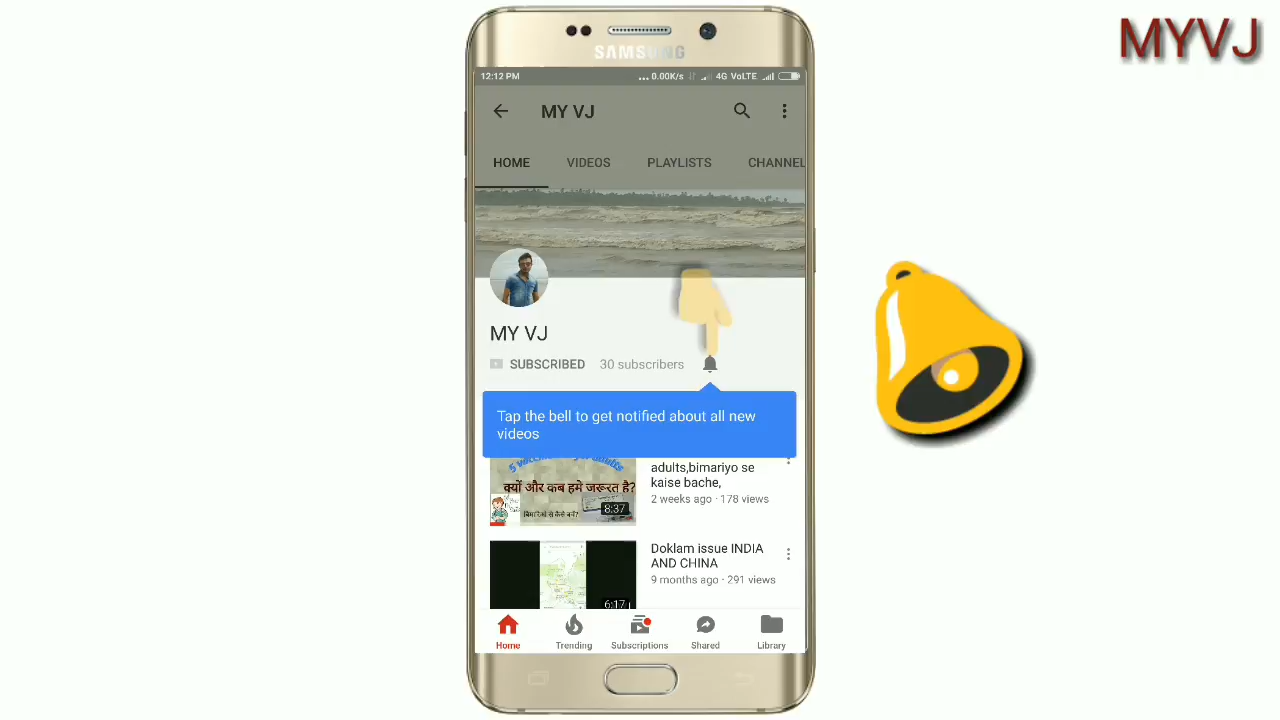 MYVJ
SAMSUNG
12:12 PM
... 0.00K/s 4G VoLTE
MY VJ
HOME VIDEOS PLAYLISTS CHANNEL
MY VJ
SUBSCRIBED 30 subscribers
Tap the bell to get notified about all new
videos
adults,bimariyo se
kaise bache,
2 weeks ago · 178 views
क्यों और कब हमे जरूरत है?
8:37
Doklam issue INDIA
AND CHINA
9 months ago · 291 views
6:17
Home Trending Subscriptions Shared Library